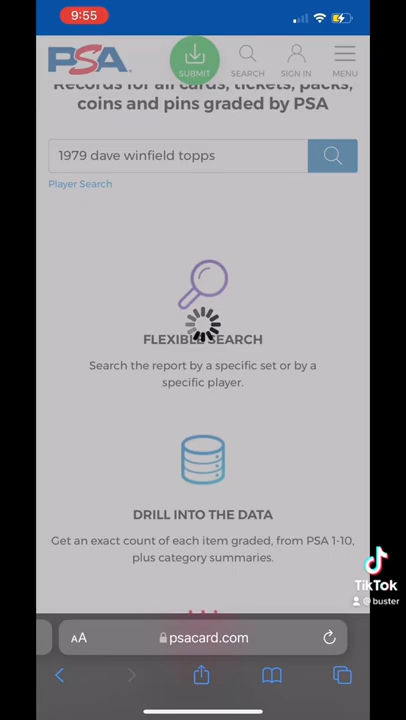 9:55
PSA
SUBMIT
SEARCH
SIGN IN
MENU
Records for all cards, tickets, packs,
coins and pins graded by PSA
1979 dave winfield topps
Player Search
FLEXIBLE SEARCH
Search the report by a specific set or by a
specific player.
DRILL INTO THE DATA
Get an exact count of each item graded, from PSA 1-10,
plus category summaries.
TikTok
@buster
AA
psacard.com